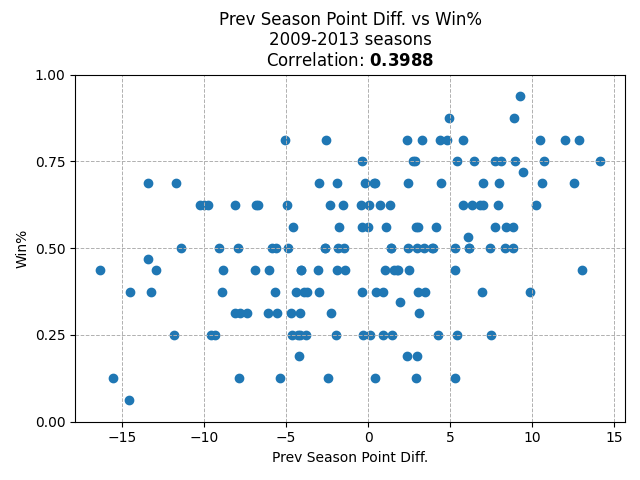 Prev Season Point Diff. vs Win%
2009-2013 seasons
Correlation: 0.3988
1.00
0.75
0.50
0.25
0.00
Win%
−15
−10
−5
0
5
10
15
Prev Season Point Diff.